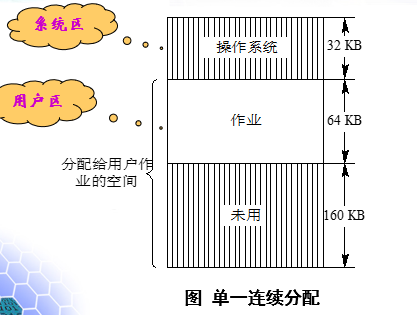 系统区
操作系统
32 KB
用户区
作业
64 KB
分配给用户作
业的空间
未用
160 KB
图 单一连续分配